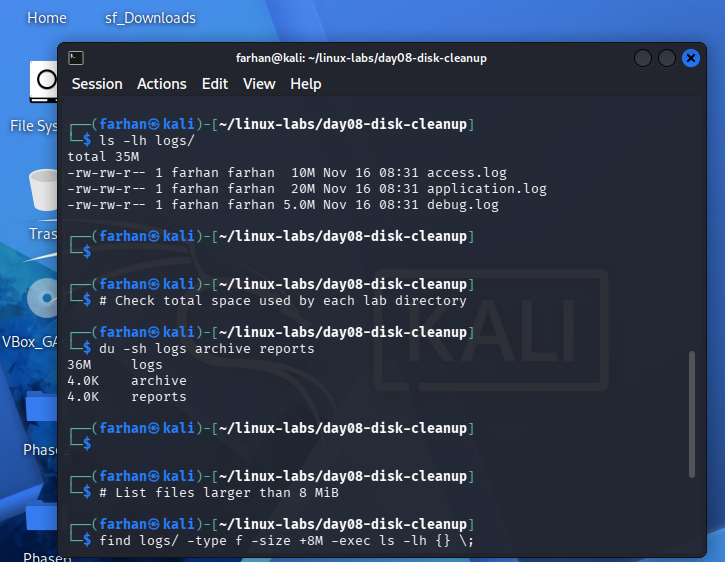 Home sf_Downloads
farhan@kali: ~/linux-labs/day08-disk-cleanup
Session Actions Edit View Help
File Sys
Tras
VBox_GA
Phase
Phase
┌──(farhan㉿kali)-[~/linux-labs/day08-disk-cleanup]
└─$ ls -lh logs/
total 35M
-rw-rw-r-- 1 farhan farhan  10M Nov 16 08:31 access.log
-rw-rw-r-- 1 farhan farhan  20M Nov 16 08:31 application.log
-rw-rw-r-- 1 farhan farhan 5.0M Nov 16 08:31 debug.log
┌──(farhan㉿kali)-[~/linux-labs/day08-disk-cleanup]
└─$
┌──(farhan㉿kali)-[~/linux-labs/day08-disk-cleanup]
└─$ # Check total space used by each lab directory
┌──(farhan㉿kali)-[~/linux-labs/day08-disk-cleanup]
└─$ du -sh logs archive reports
36M     logs
4.0K    archive
4.0K    reports
┌──(farhan㉿kali)-[~/linux-labs/day08-disk-cleanup]
└─$
┌──(farhan㉿kali)-[~/linux-labs/day08-disk-cleanup]
└─$ # List files larger than 8 MiB
┌──(farhan㉿kali)-[~/linux-labs/day08-disk-cleanup]
└─$ find logs/ -type f -size +8M -exec ls -lh {} \;
KALI